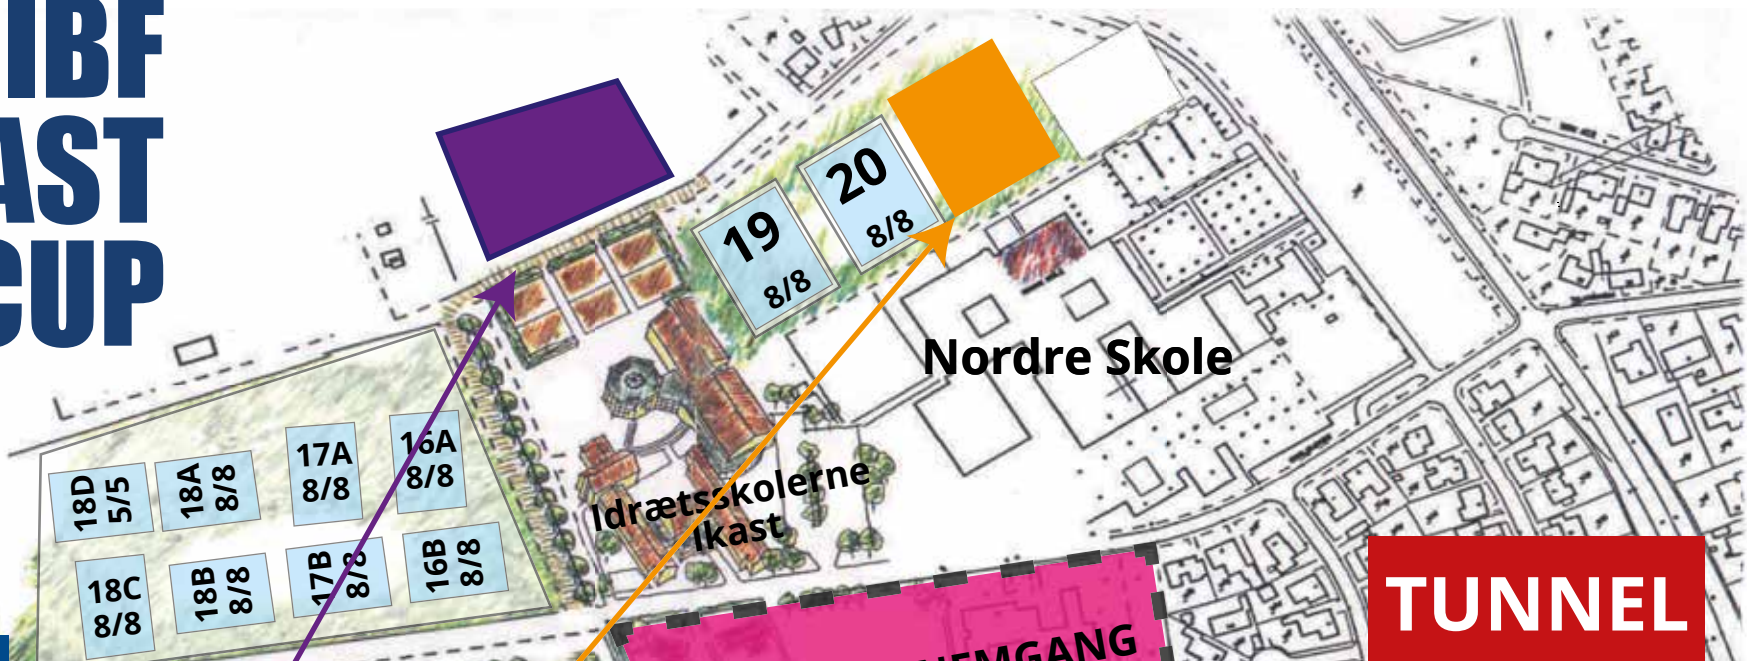 IBF
AST
CUP
20
8/8
19
8/8
Nordre Skole
16A
8/8
17A
8/8
18A
8/8
18D
5/5
Idrætsskolerne
Ikast
16B
8/8
17B
8/8
18B
8/8
18C
8/8
TUNNEL
NEMGANG